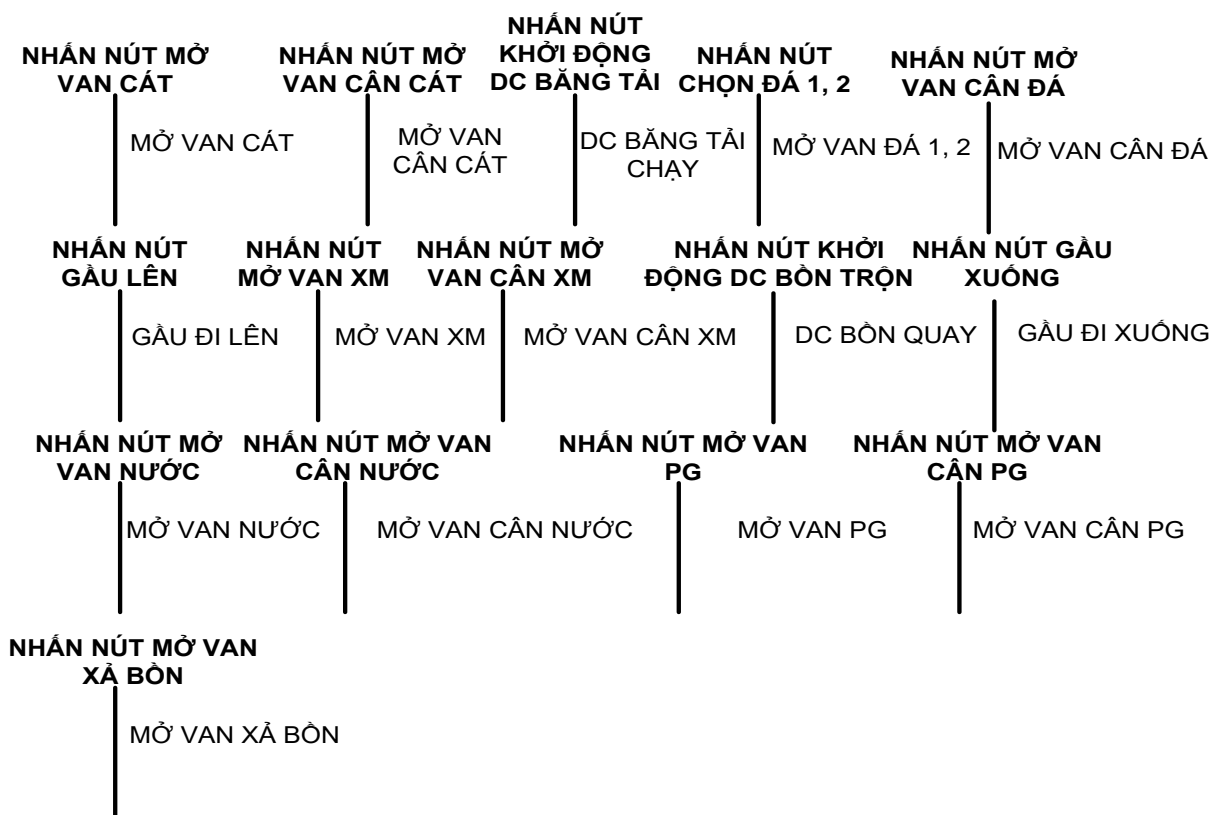 NHẤN NÚT MỞ
VAN CÁT
NHẤN NÚT MỞ
VAN CÂN CÁT
NHẤN NÚT
KHỞI ĐỘNG
DC BĂNG TẢI
NHẤN NÚT
CHỌN ĐÁ 1, 2
NHẤN NÚT MỞ
VAN CÂN ĐÁ
MỞ VAN CÁT
MỞ VAN
CÂN CÁT
DC BĂNG TẢI
CHẠY
MỞ VAN ĐÁ 1, 2
MỞ VAN CÂN ĐÁ
NHẤN NÚT
GẦU LÊN
NHẤN NÚT
MỞ VAN XM
NHẤN NÚT MỞ
VAN CÂN XM
NHẤN NÚT KHỞI
ĐỘNG DC BỒN TRỘN
NHẤN NÚT GẦU
XUỐNG
GẦU ĐI LÊN
MỞ VAN XM
MỞ VAN CÂN XM
DC BỒN QUAY
GẦU ĐI XUỐNG
NHẤN NÚT MỞ
VAN NƯỚC
NHẤN NÚT MỞ VAN
CÂN NƯỚC
NHẤN NÚT MỞ VAN
PG
NHẤN NÚT MỞ VAN
CÂN PG
MỞ VAN NƯỚC
MỞ VAN CÂN NƯỚC
MỞ VAN PG
MỞ VAN CÂN PG
NHẤN NÚT MỞ VAN
XẢ BỒN
MỞ VAN XẢ BỒN